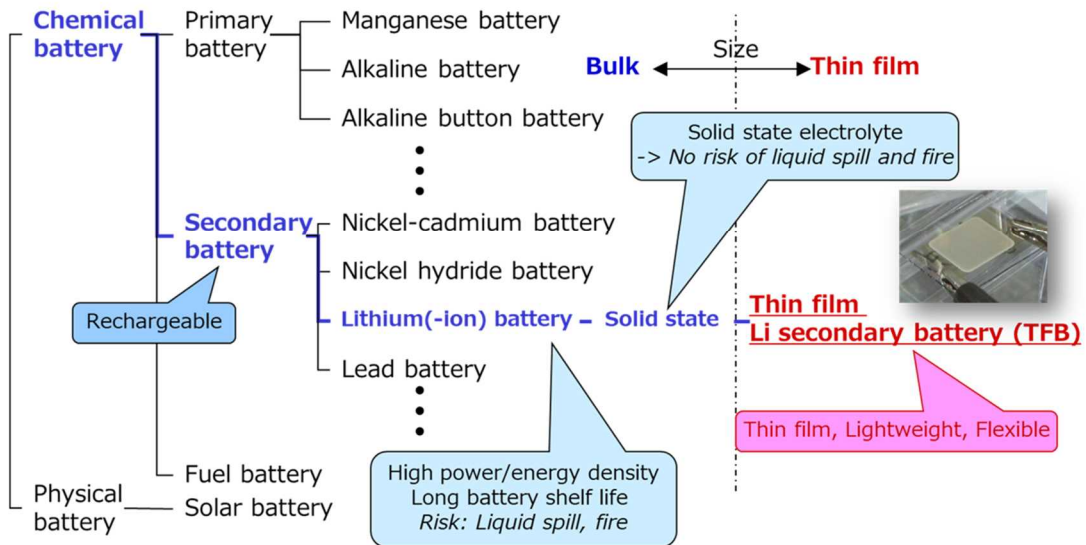 Chemical
battery
Primary
battery
Manganese battery
Alkaline battery
Alkaline button battery
Bulk
Size
Thin film
Solid state electrolyte
-> No risk of liquid spill and fire
Secondary
battery
Rechargeable
Nickel-cadmium battery
Nickel hydride battery
Lithium(-ion) battery
Solid state
Thin film
Li secondary battery (TFB)
Lead battery
Thin film, Lightweight, Flexible
High power/energy density
Long battery shelf life
Risk: Liquid spill, fire
Fuel battery
Physical
battery
Solar battery